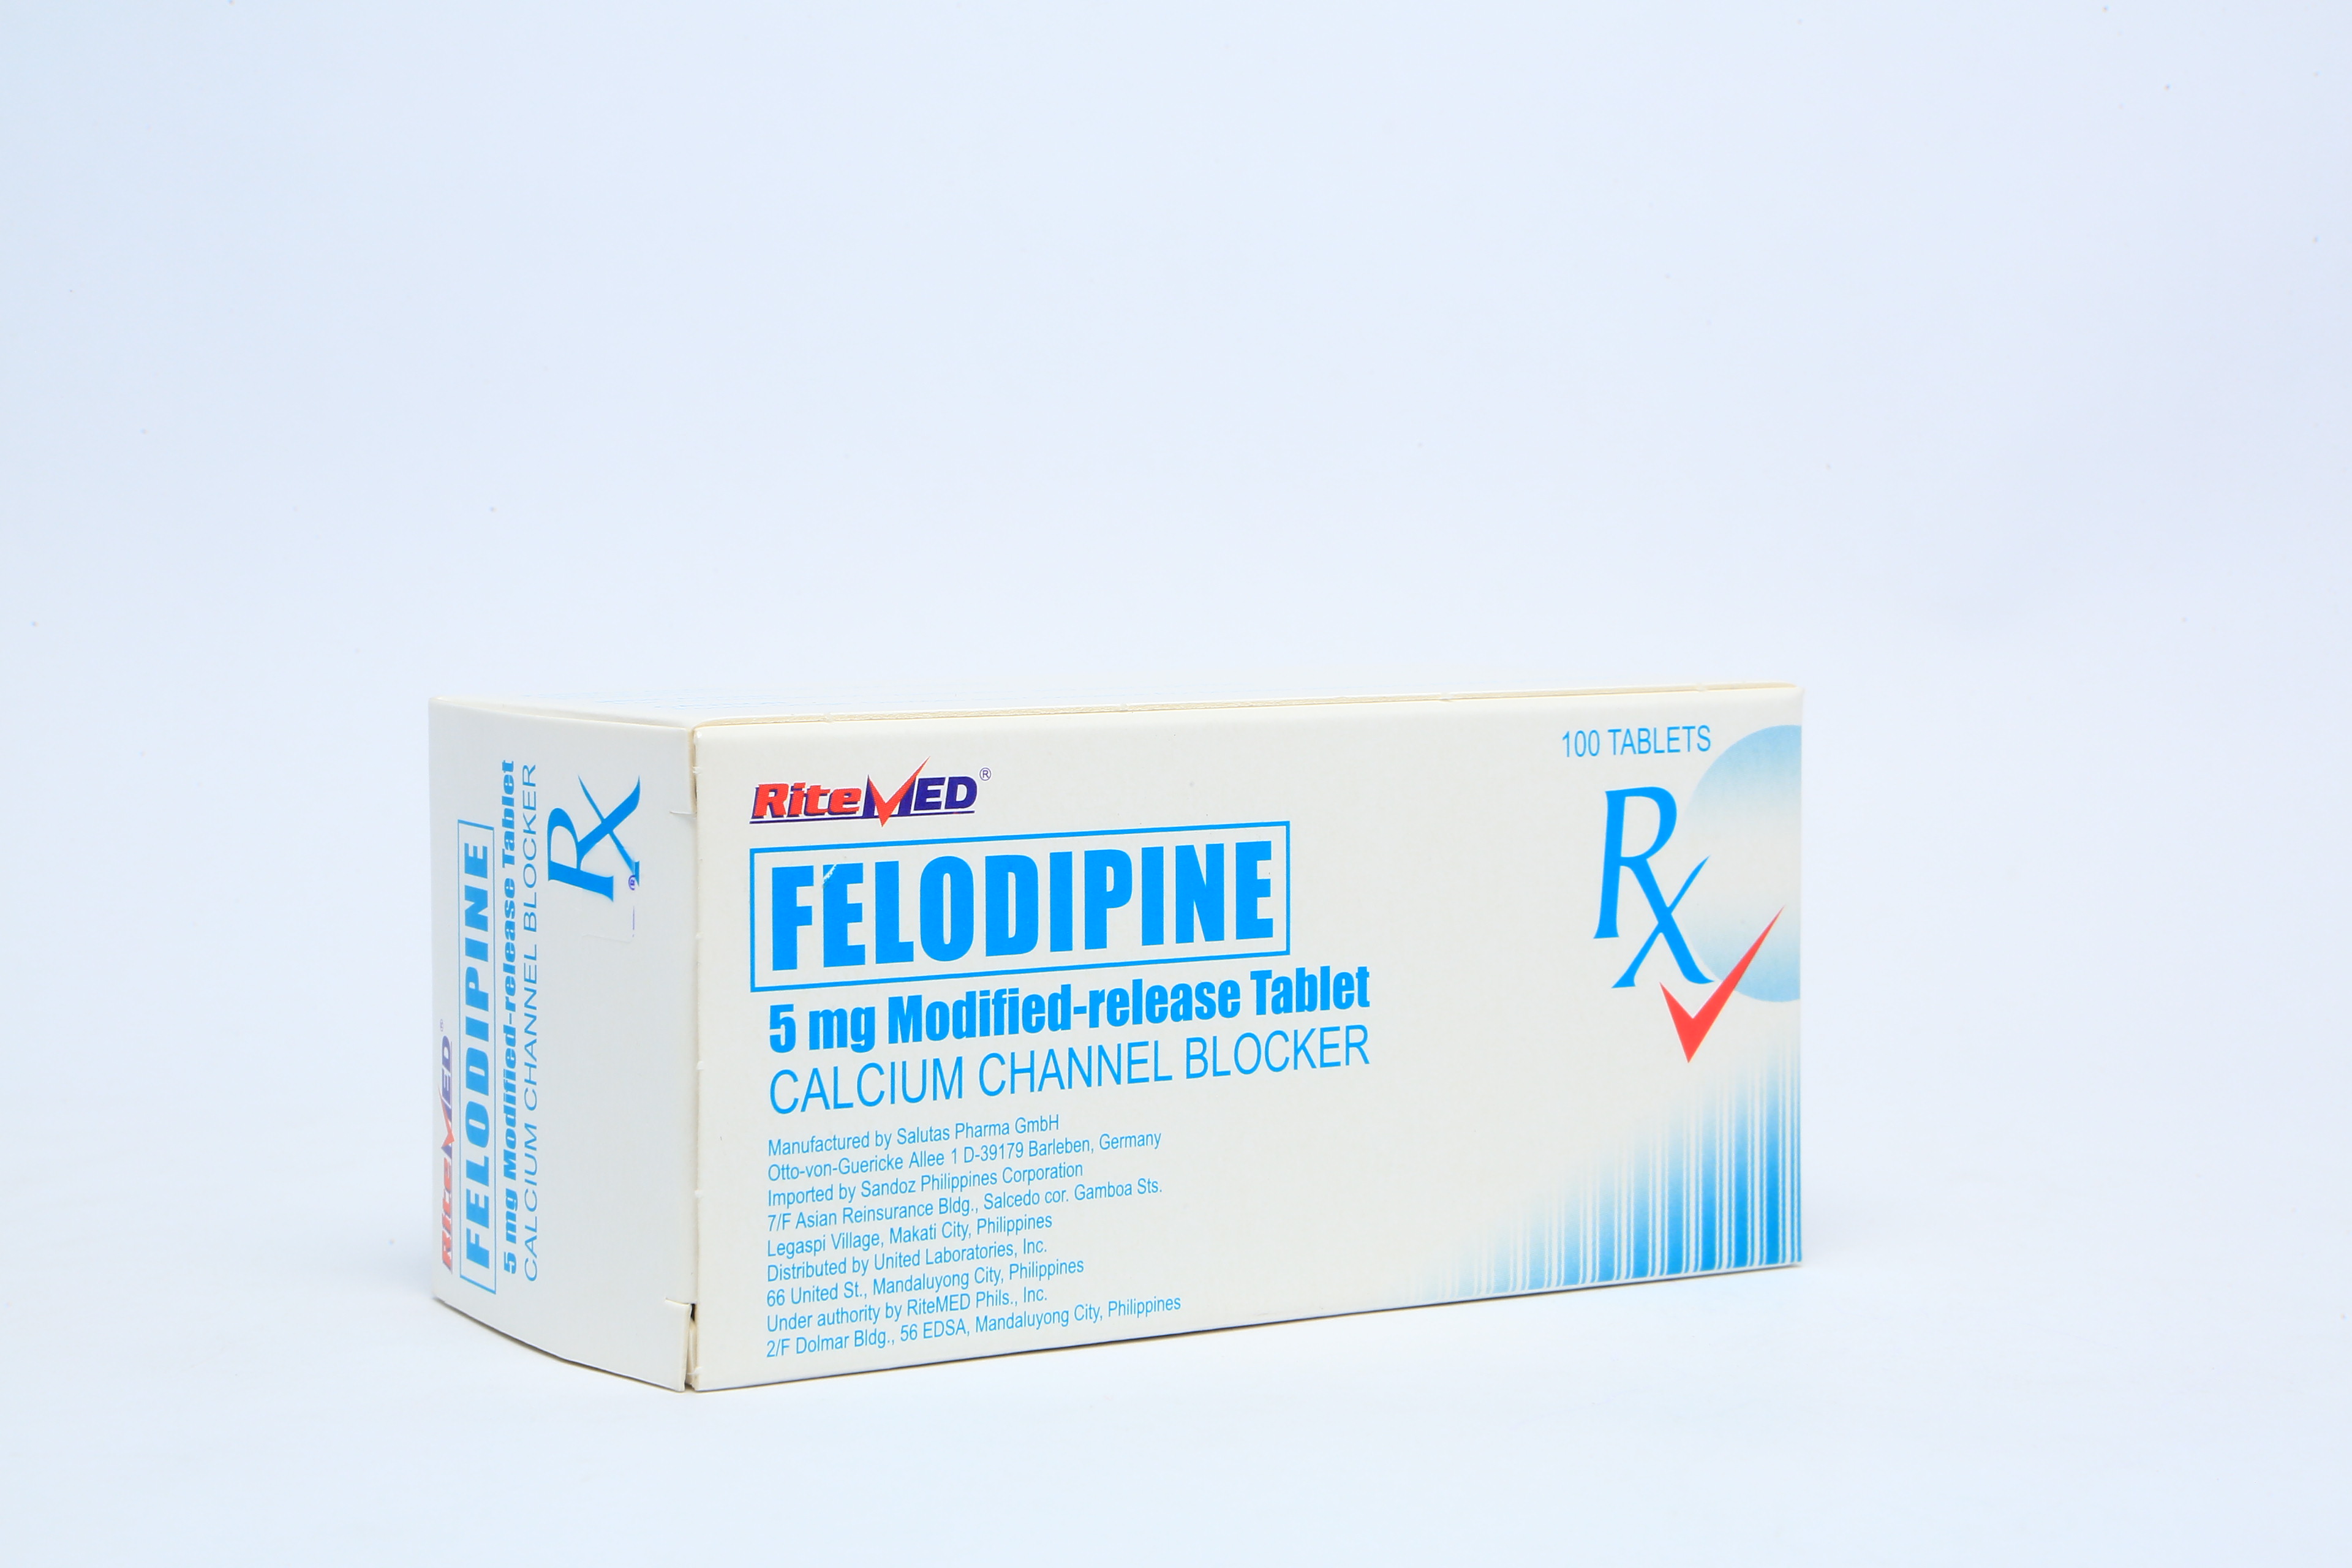 RiteMED®
FELODIPINE
5 mg Modified-release Tablet
CALCIUM CHANNEL BLOCKER
Rx
100 TABLETS
Rx
RiteMED®
FELODIPINE
5 mg Modified-release Tablet
CALCIUM CHANNEL BLOCKER
Manufactured by Salutas Pharma GmbH
Otto-von-Guericke Allee 1 D-39179 Barleben, Germany
Imported by Sandoz Philippines Corporation
7/F Asian Reinsurance Bldg., Salcedo cor. Gamboa Sts.
Legaspi Village, Makati City, Philippines
Distributed by United Laboratories, Inc.
66 United St., Mandaluyong City, Philippines
Under authority by RiteMED Phils., Inc.
2/F Dolmar Bldg., 56 EDSA, Mandaluyong City, Philippines